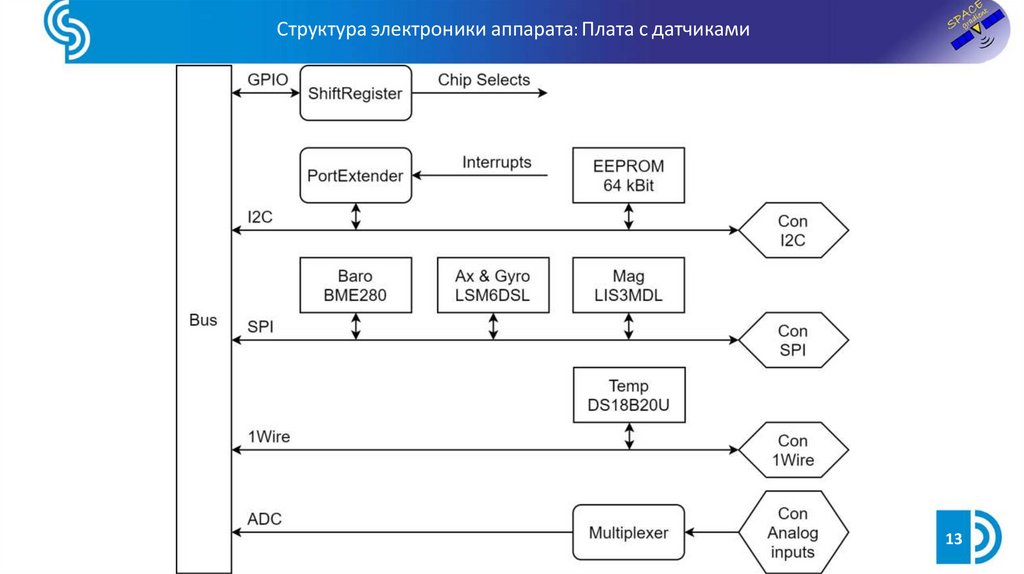 Структура электроники аппарата: Плата с датчиками
SPACE
gradient
GPIO
ShiftRegister
Chip Selects
PortExtender
Interrupts
EEPROM
64 kBit
I2C
Con
I2C
Baro
BME280
Ax & Gyro
LSM6DSL
Mag
LIS3MDL
Bus
SPI
Con
SPI
Temp
DS18B20U
1Wire
Con
1Wire
ADC
Multiplexer
Con
Analog
inputs
13